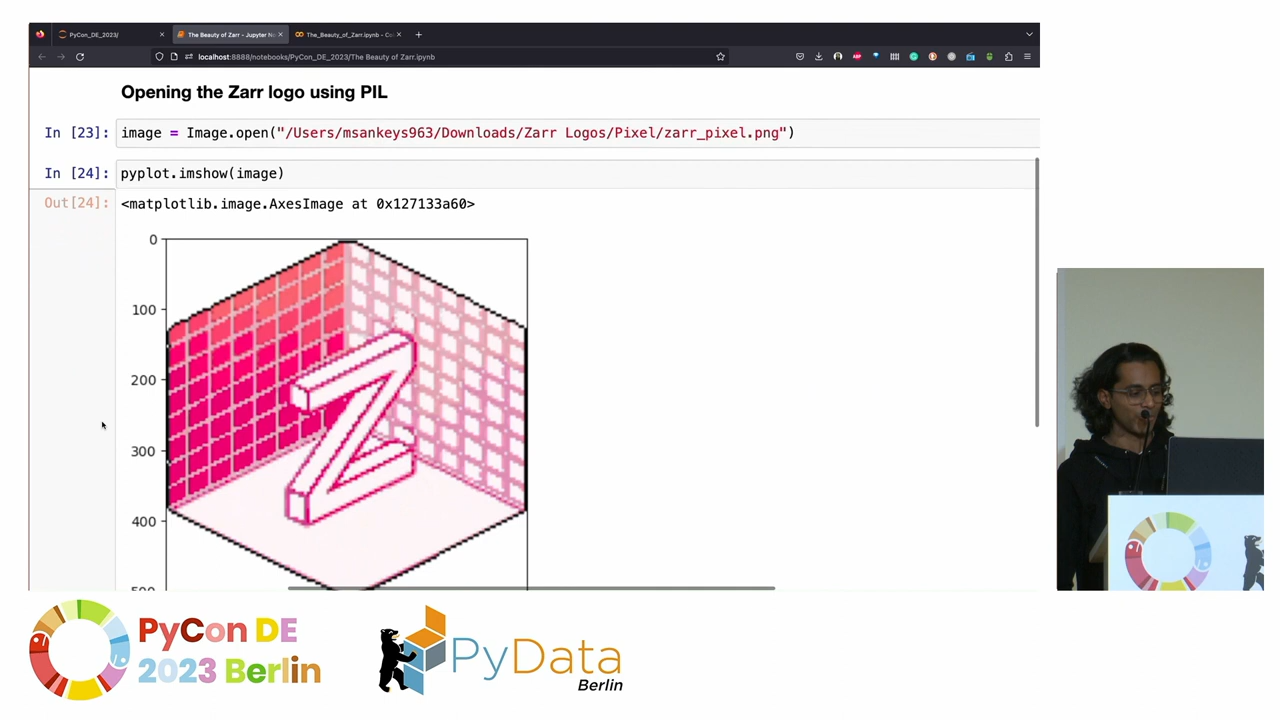 PyCon_DE_2023/
The Beauty of Zarr - Jupyter No
The_Beauty_of_Zarr.ipynb - Co
localhost:8888/notebooks/PyCon_DE_2023/The Beauty of Zarr.ipynb
Opening the Zarr logo using PIL
In [23]: image = Image.open("/Users/msankeys963/Downloads/Zarr Logos/Pixel/zarr_pixel.png")
In [24]: pyplot.imshow(image)
Out[24]: <matplotlib.image.AxesImage at 0x127133a60>
0
100
200
300
400
500
PyCon DE
2023 Berlin
PyData
Berlin